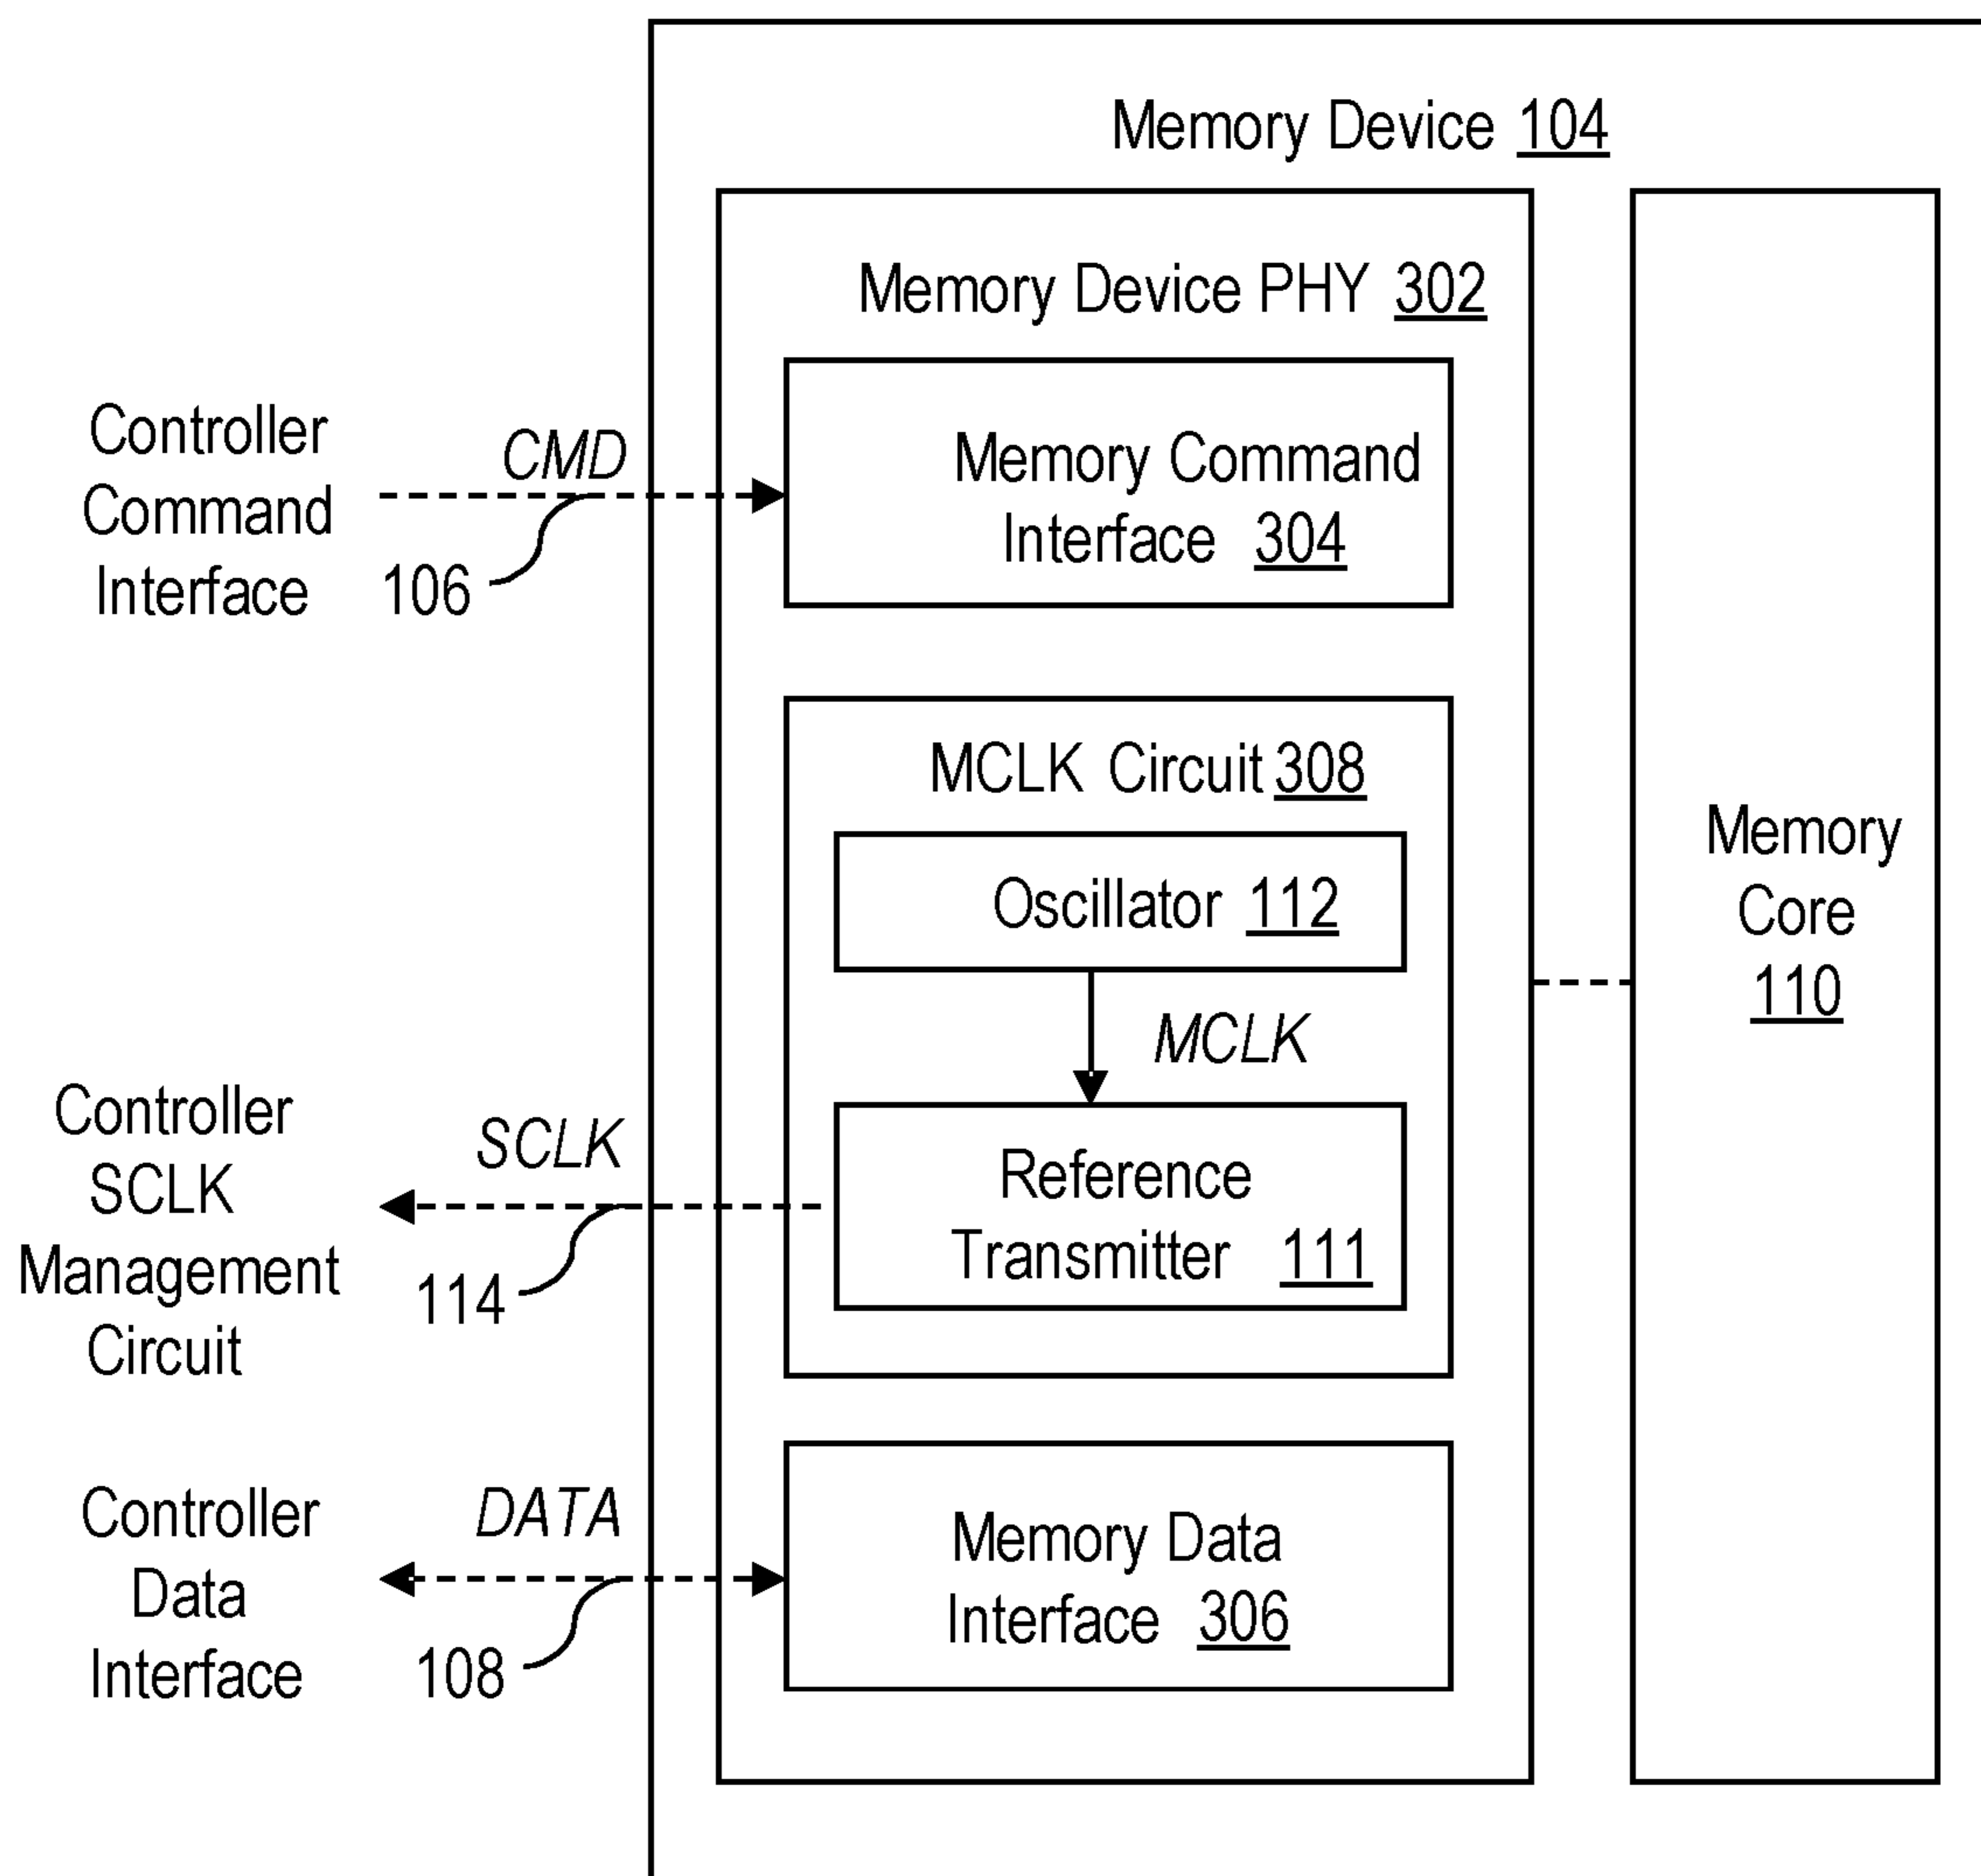 Memory Device 104
Memory Device PHY 302
Controller
Command
Interface
CMD
106
Memory Command
Interface 304
MCLK Circuit 308
Oscillator 112
MCLK
Memory
Core
110
Controller
SCLK
Management
Circuit
SCLK
114
Reference
Transmitter 111
Controller
Data
Interface
DATA
108
Memory Data
Interface 306